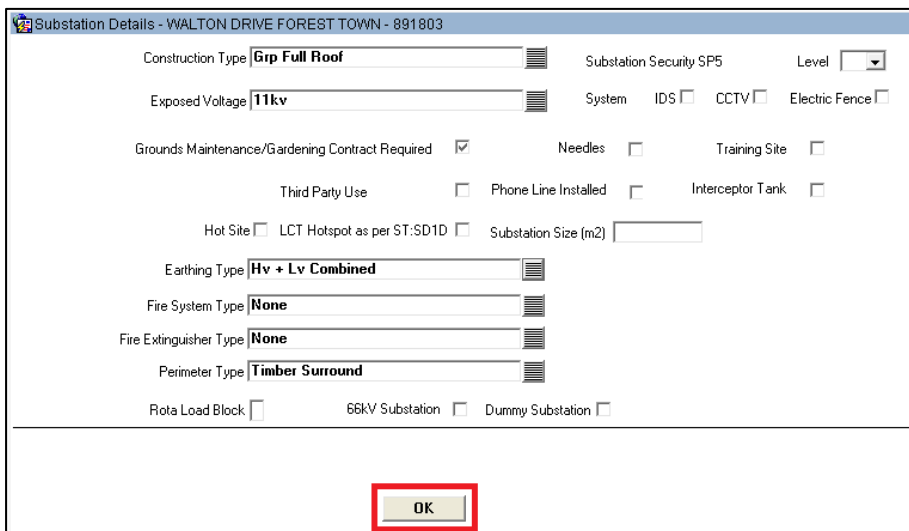 Substation Details - WALTON DRIVE FOREST TOWN - 891803
Construction Type Grp Full Roof Substation Security SP5 Level
Exposed Voltage 11kv System IDS CCTV Electric Fence
Grounds Maintenance/Gardening Contract Required Needles Training Site
Third Party Use Phone Line Installed Interceptor Tank
Hot Site LCT Hotspot as per ST:SD1D Substation Size (m2)
Earthing Type Hv + Lv Combined
Fire System Type None
Fire Extinguisher Type None
Perimeter Type Timber Surround
Rota Load Block 66kV Substation Dummy Substation
OK